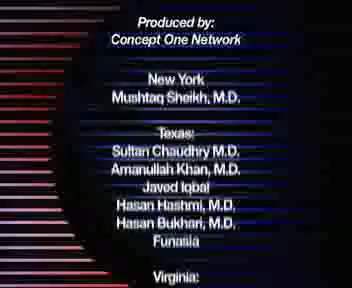 Produced by:
Concept One Network
New York
Mushtaq Sheikh, M.D.
Texas:
Sultan Chaudhry M.D.
Amanullah Khan, M.D.
Javed Iqbal
Hasan Hashmi, M.D.
Hasan Bukhari, M.D.
Funasia
Virginia: